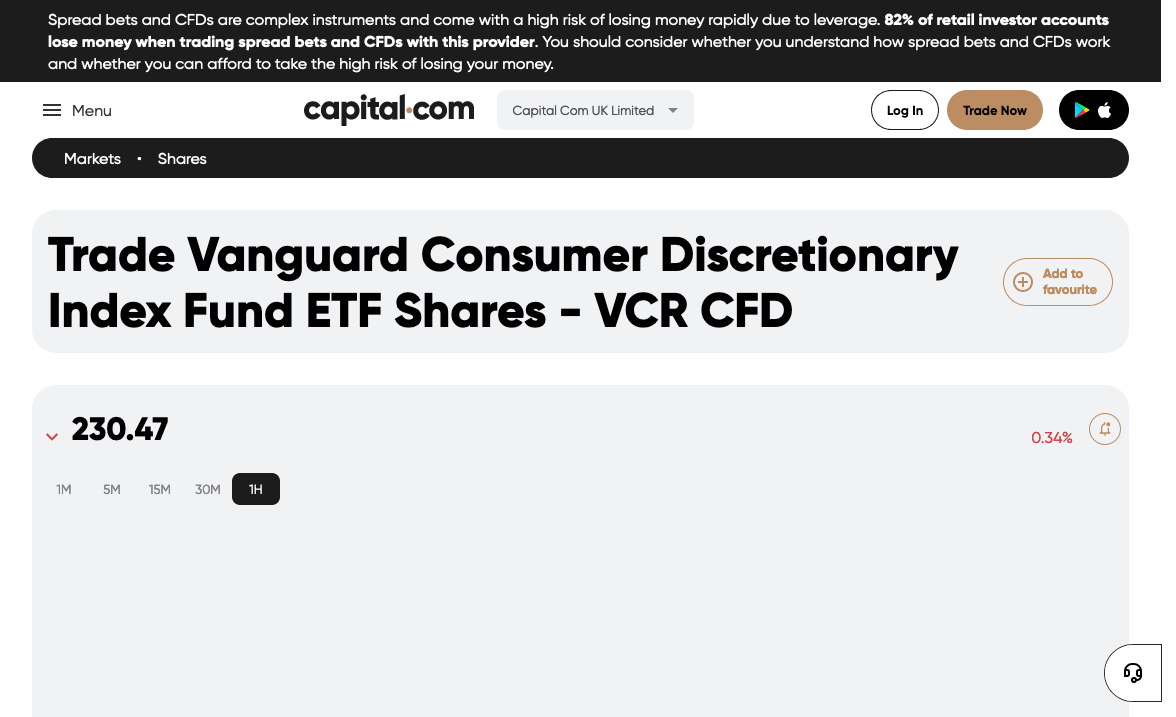 Spread bets and CFDs are complex instruments and come with a high risk of losing money rapidly due to leverage. 82% of retail investor accounts
lose money when trading spread bets and CFDs with this provider. You should consider whether you understand how spread bets and CFDs work
and whether you can afford to take the high risk of losing your money.
Menu
capital.com
Capital Com UK Limited
Log In
Trade Now
Markets • Shares
Trade Vanguard Consumer Discretionary
Index Fund ETF Shares - VCR CFD
Add to
favourite
230.47
0.34%
1M 5M 15M 30M 1H